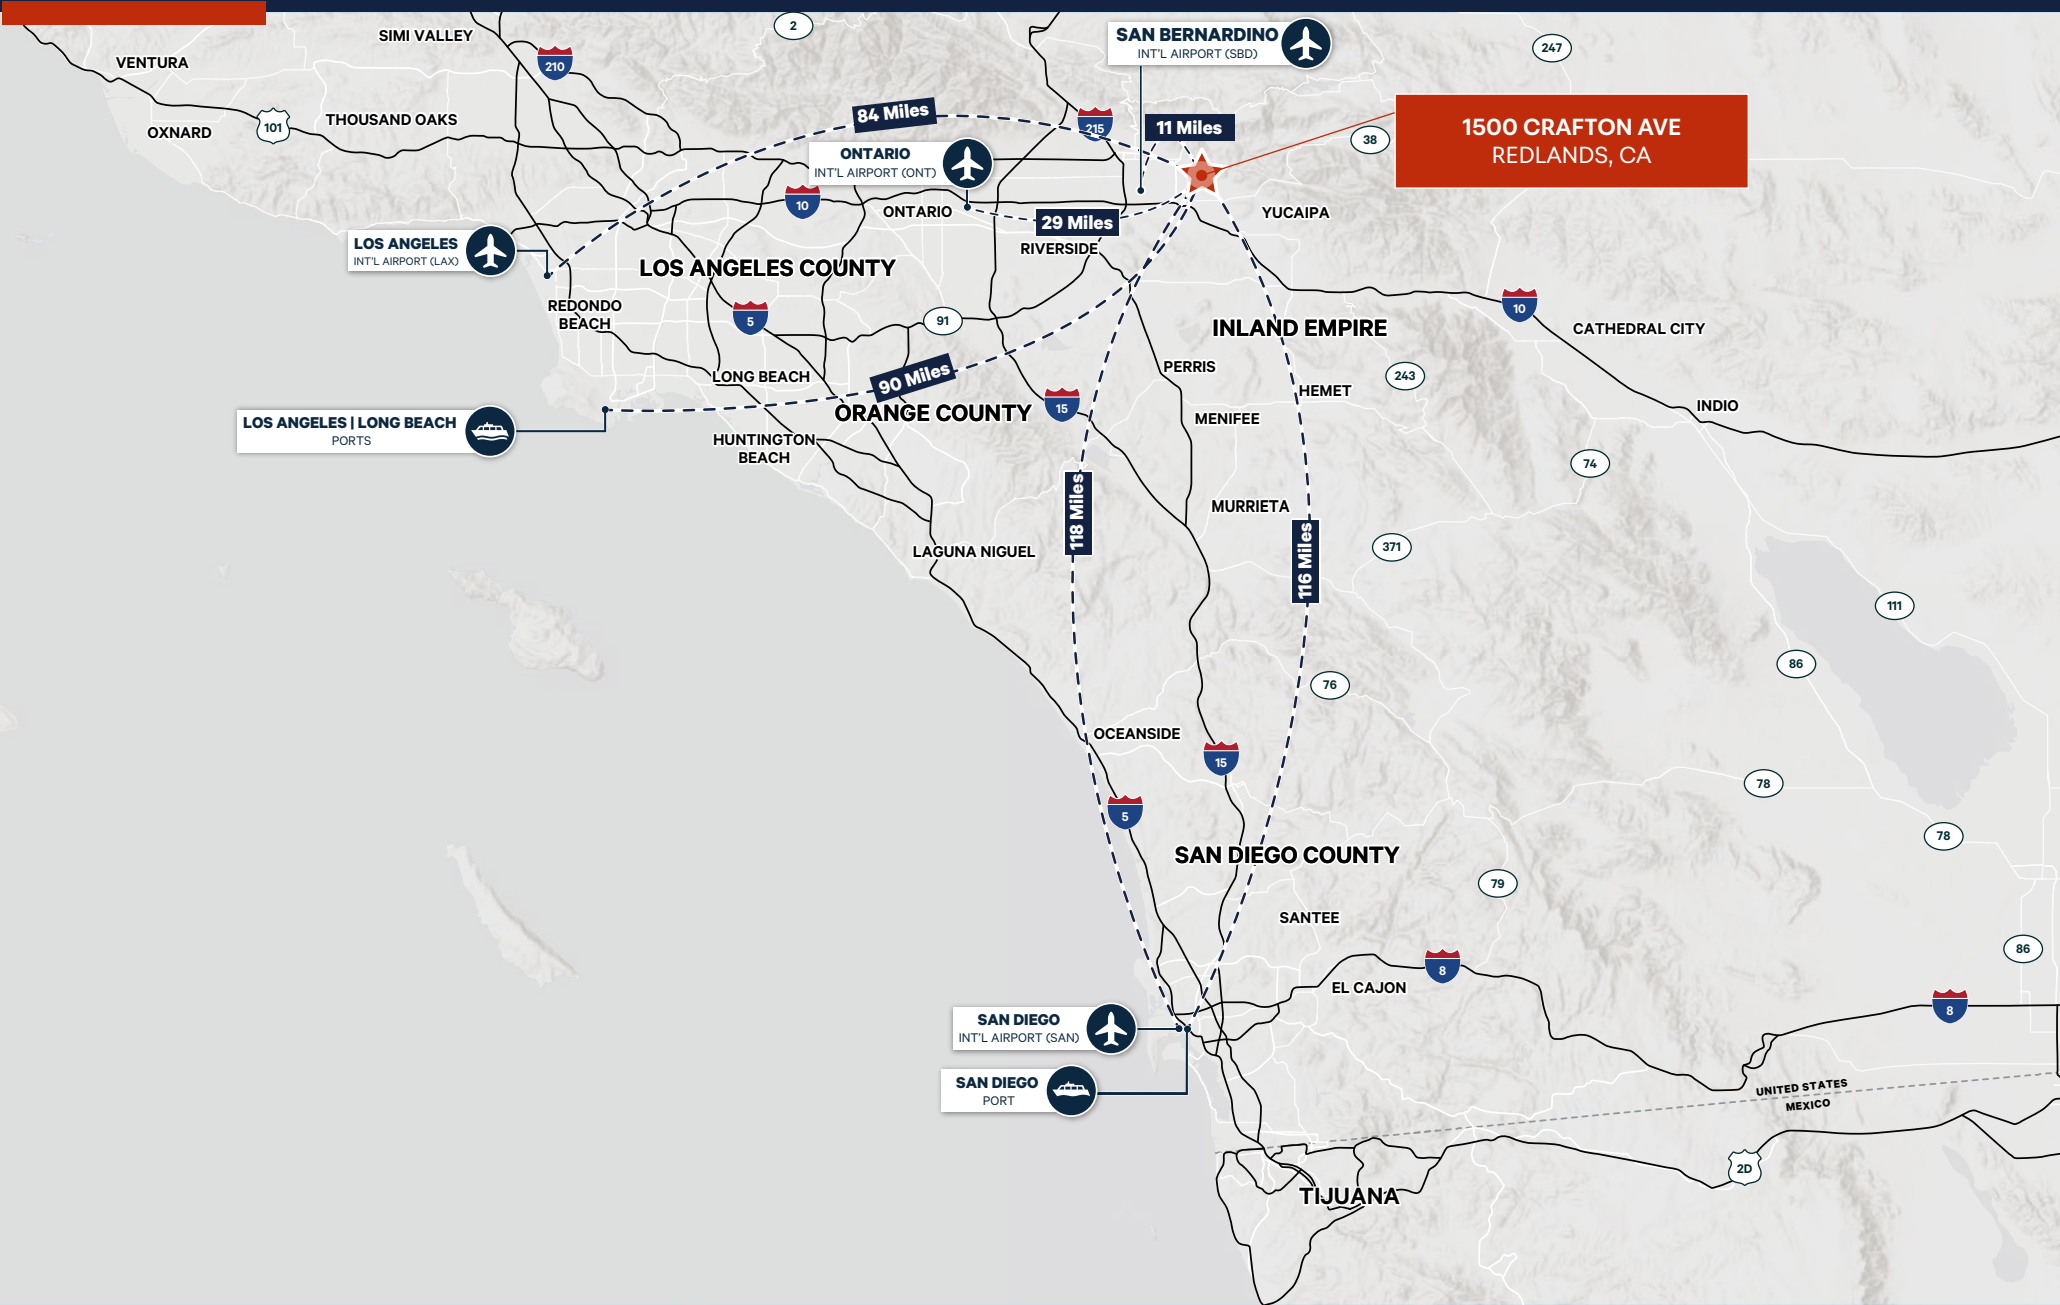 2
SAN BERNARDINO
INT'L AIRPORT (SBD)
247
SIMI VALLEY
VENTURA
210
1500 CRAFTON AVE
REDLANDS, CA
84 Miles
THOUSAND OAKS
101
OXNARD
215
11 Miles
38
ONTARIO
INT'L AIRPORT (ONT)
10
ONTARIO
29 Miles
YUCAIPA
RIVERSIDE
LOS ANGELES
INT'L AIRPORT (LAX)
LOS ANGELES COUNTY
REDONDO
BEACH
5
91
INLAND EMPIRE
10
CATHEDRAL CITY
PERRIS
LONG BEACH
90 Miles
243
HEMET
15
INDIO
ORANGE COUNTY
MENIFEE
LOS ANGELES | LONG BEACH
PORTS
HUNTINGTON
BEACH
74
118 Miles
MURRIETA
116 Miles
371
LAGUNA NIGUEL
111
86
76
OCEANSIDE
15
78
5
78
SAN DIEGO COUNTY
79
SANTEE
86
8
EL CAJON
8
SAN DIEGO
INT'L AIRPORT (SAN)
SAN DIEGO
PORT
UNITED STATES
MEXICO
2D
TIJUANA